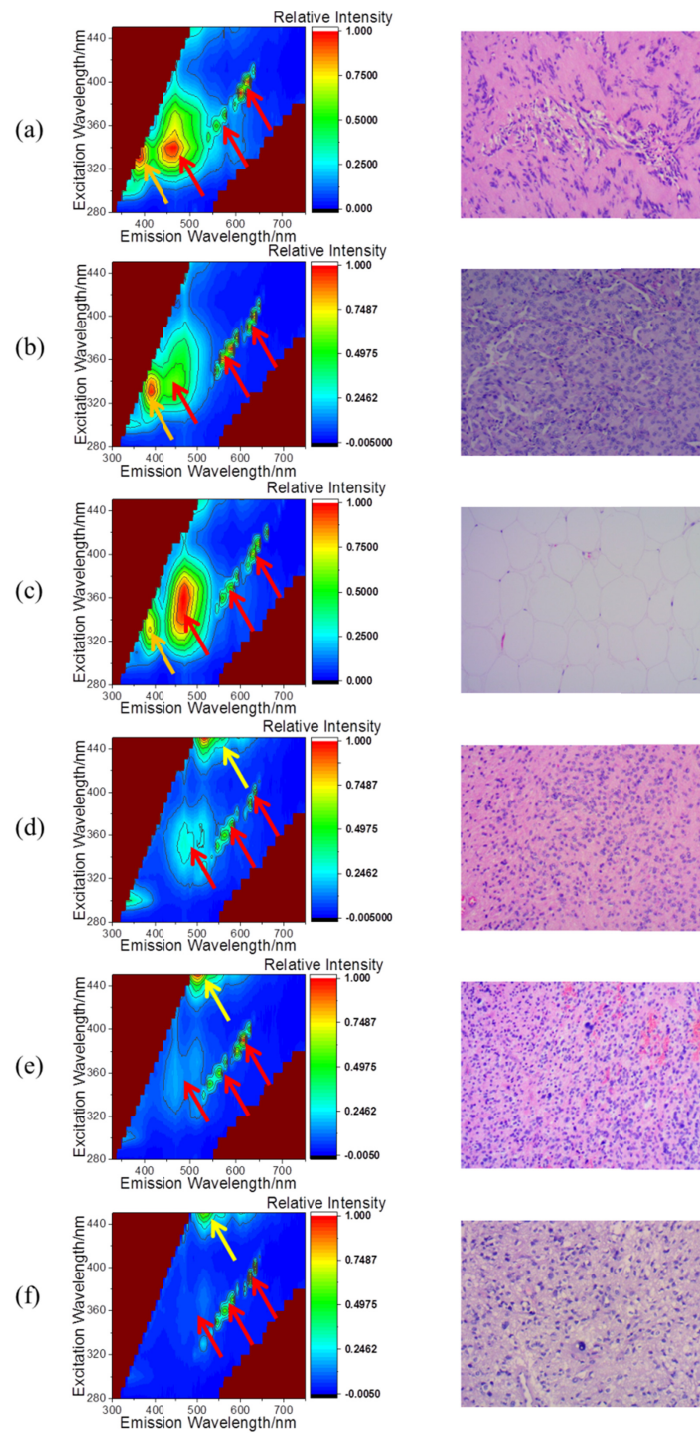 Relative Intensity
(a)
Excitation Wavelength/nm
440
400
360
320
280
1.000
0.7500
0.5000
0.2500
0.000
400 500 600 700
Emission Wavelength/nm
Relative Intensity
(b)
Excitation Wavelength/nm
440
400
360
320
280
1.000
0.7487
0.4975
0.2462
-0.005000
300 400 500 600 700
Emission Wavelength/nm
Relative Intensity
(c)
Excitation Wavelength/nm
440
400
360
320
280
1.000
0.7500
0.5000
0.2500
0.000
300 400 500 600 700
Emission Wavelength/nm
Relative Intensity
(d)
Excitation Wavelength/nm
440
400
360
320
280
1.000
0.7487
0.4975
0.2462
-0.005000
300 400 500 600 700
Emission Wavelength/nm
Relative Intensity
(e)
Excitation Wavelength/nm
440
400
360
320
280
1.000
0.7487
0.4975
0.2462
-0.0050
400 500 600 700
Emission Wavelength/nm
Relative Intensity
(f)
Excitation Wavelength/nm
440
400
360
320
280
1.000
0.7487
0.4975
0.2462
-0.0050
300 400 500 600 700
Emission Wavelength/nm